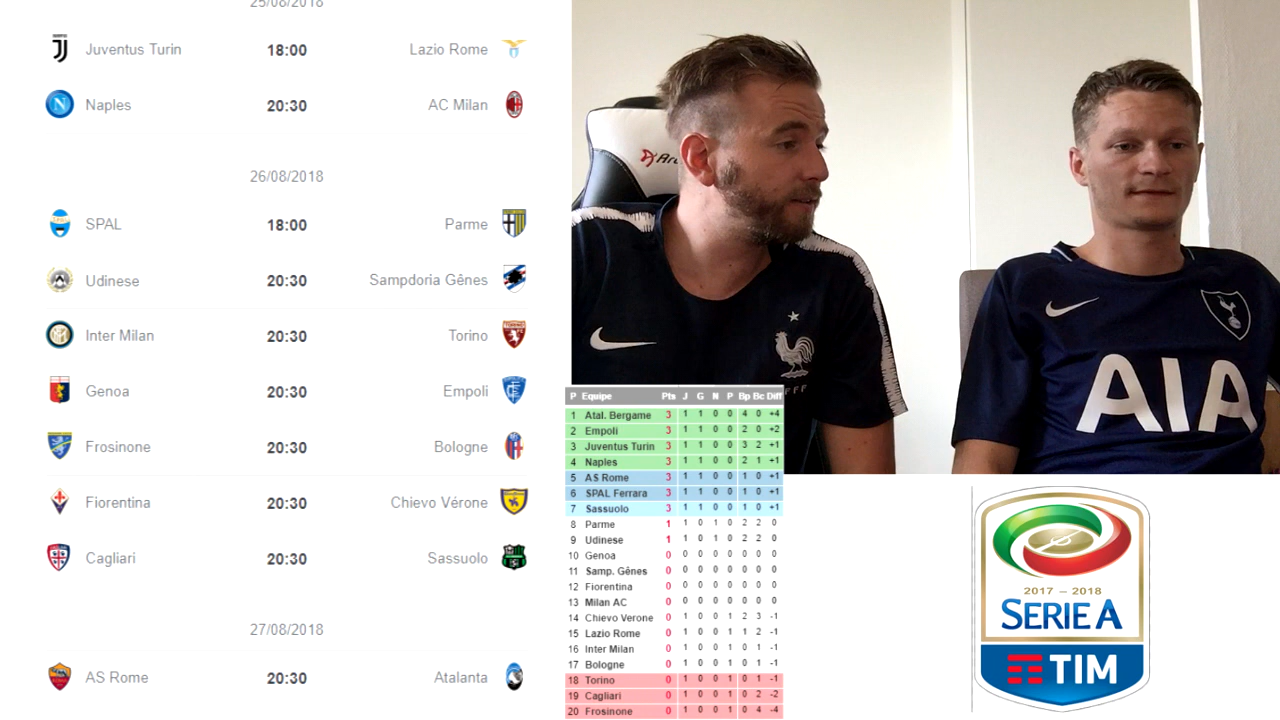 25/08/2018
Juventus Turin 18:00 Lazio Rome
Naples 20:30 AC Milan
26/08/2018
SPAL 18:00 Parme
Udinese 20:30 Sampdoria Gênes
Inter Milan 20:30 Torino
Genoa 20:30 Empoli
Frosinone 20:30 Bologne
Fiorentina 20:30 Chievo Vérone
Cagliari 20:30 Sassuolo
27/08/2018
AS Rome 20:30 Atalanta
FFF
AIA
P Equipe Pts J G N P Bp Bc Diff
1 Atal. Bergame 3 1 1 0 0 4 0 +4
2 Empoli 3 1 1 0 0 2 0 +2
3 Juventus Turin 3 1 1 0 0 3 2 +1
4 Naples 3 1 1 0 0 2 1 +1
5 AS Rome 3 1 1 0 0 1 0 +1
6 SPAL Ferrara 3 1 1 0 0 1 0 +1
7 Sassuolo 3 1 1 0 0 1 0 +1
8 Parme 1 1 0 1 0 2 2 0
9 Udinese 1 1 0 1 0 2 2 0
10 Genoa 0 0 0 0 0 0 0 0
11 Samp. Gênes 0 0 0 0 0 0 0 0
12 Fiorentina 0 0 0 0 0 0 0 0
13 Milan AC 0 0 0 0 0 0 0 0
14 Chievo Verone 0 1 0 0 1 2 3 -1
15 Lazio Rome 0 1 0 0 1 1 2 -1
16 Inter Milan 0 1 0 0 1 0 1 -1
17 Bologne 0 1 0 0 1 0 1 -1
18 Torino 0 1 0 0 1 0 1 -1
19 Cagliari 0 1 0 0 1 0 2 -2
20 Frosinone 0 1 0 0 1 0 4 -4
2017 – 2018
SERIE A
TIM